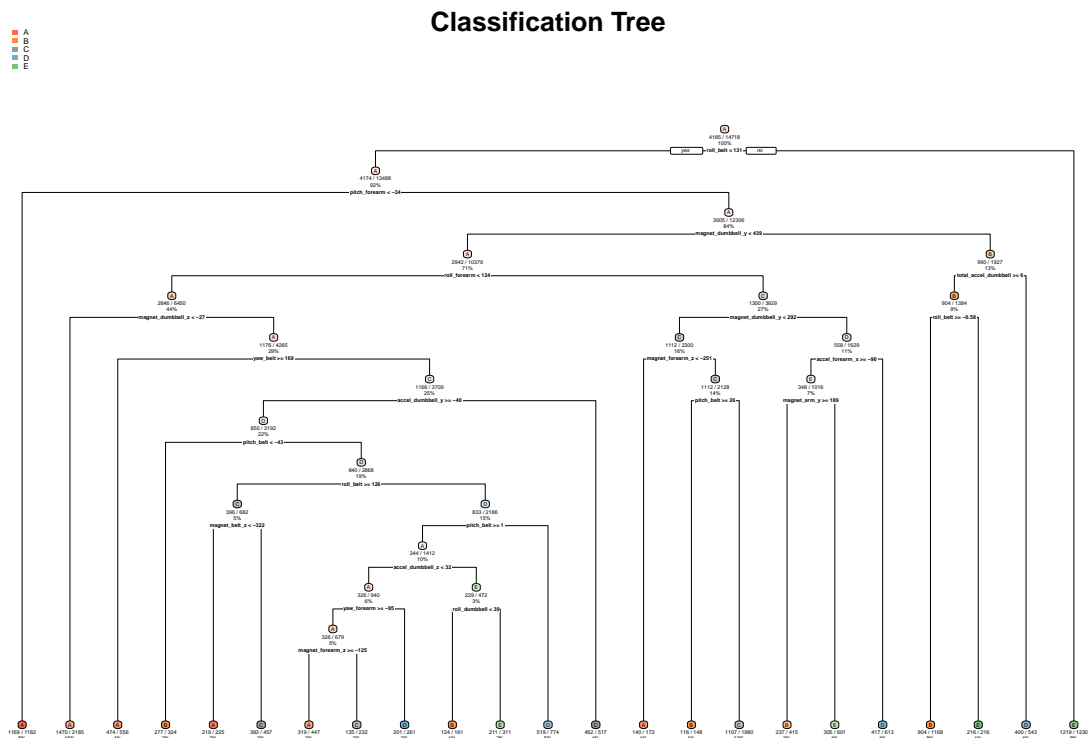 Classification Tree
A
B
C
D
E
A
4185 / 14718
100%
yes roll_belt < 131 no
A
4174 / 13488
92%
pitch_forearm < −34
A
3005 / 12306
84%
magnet_dumbbell_y < 439
A
2942 / 10379
71%
roll_forearm < 124
B
990 / 1927
13%
total_accel_dumbbell >= 6
A
2646 / 6450
44%
magnet_dumbbell_z < −27
C
1300 / 3929
27%
magnet_dumbbell_y < 292
B
904 / 1384
9%
roll_belt >= −0.58
A
1176 / 4265
29%
yaw_belt >= 169
C
1112 / 2300
16%
magnet_forearm_z < −251
D
558 / 1629
11%
accel_forearm_x >= −90
C
1166 / 3709
25%
accel_dumbbell_y >= −40
C
1112 / 2128
14%
pitch_belt >= 26
E
348 / 1016
7%
magnet_arm_y >= 189
D
850 / 3192
22%
pitch_belt < −43
D
840 / 2868
19%
roll_belt >= 126
C
396 / 682
5%
magnet_belt_z < −322
D
833 / 2186
15%
pitch_belt >= 1
A
344 / 1412
10%
accel_dumbbell_z < 32
A
326 / 940
6%
yaw_forearm >= −95
E
229 / 472
3%
roll_dumbbell < 39
A
326 / 679
5%
magnet_forearm_z >= −125
A A A B A C A C D B E D C A B C B E D B E D E
1169 / 1182 1470 / 2185 474 / 556 277 / 324 219 / 225 393 / 457 319 / 447 135 / 232 201 / 261 124 / 161 211 / 311 519 / 774 452 / 517 140 / 172 116 / 148 1107 / 1980 237 / 415 305 / 601 417 / 613 904 / 1168 216 / 216 400 / 543 1219 / 1230